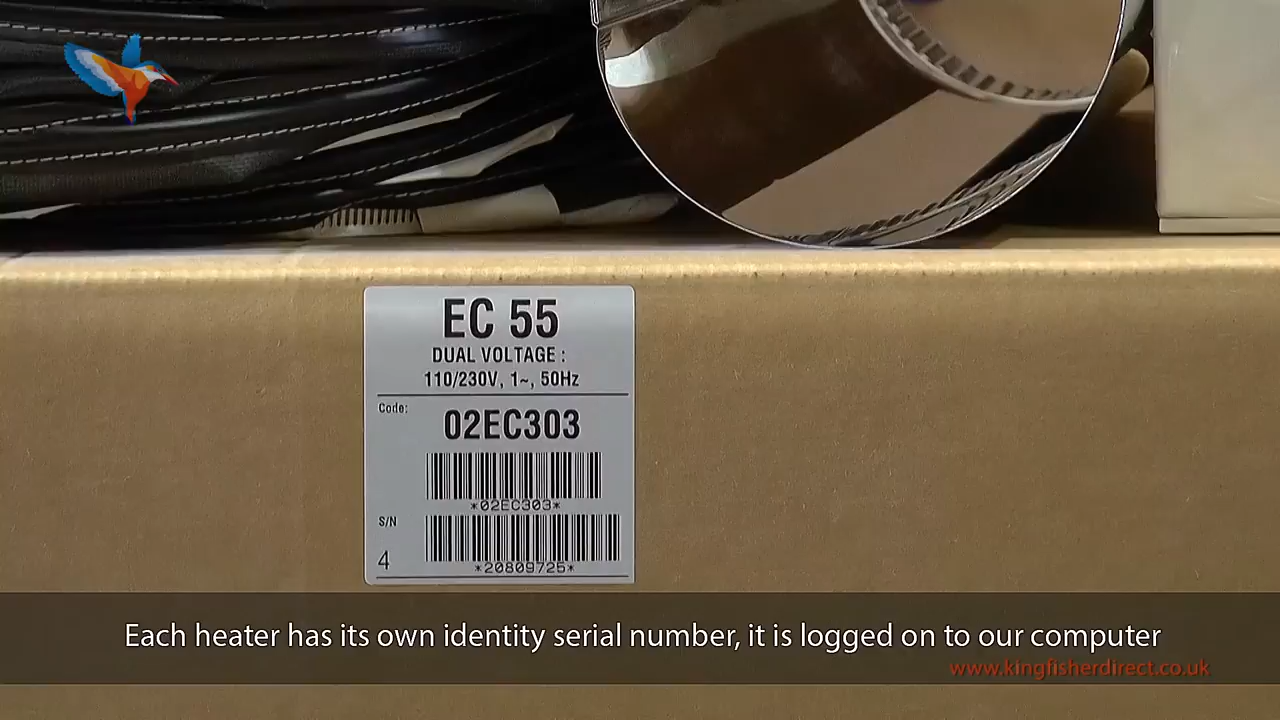 EC 55
DUAL VOLTAGE :
110/230V, 1~, 50Hz
Code:
02EC303
*02EC303*
S/N
4
*20809725*
Each heater has its own identity serial number, it is logged on to our computer
www.kingfisherdirect.co.uk